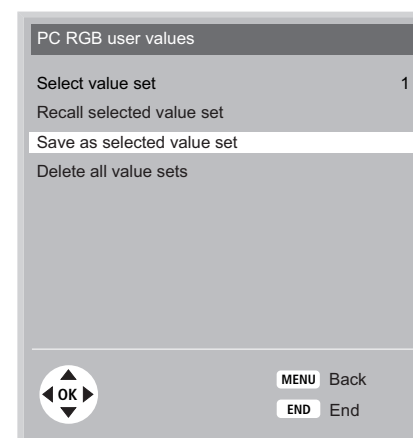 PC RGB user values
Select value set 1
Recall selected value set
Save as selected value set
Delete all value sets
OK
MENU Back
END End